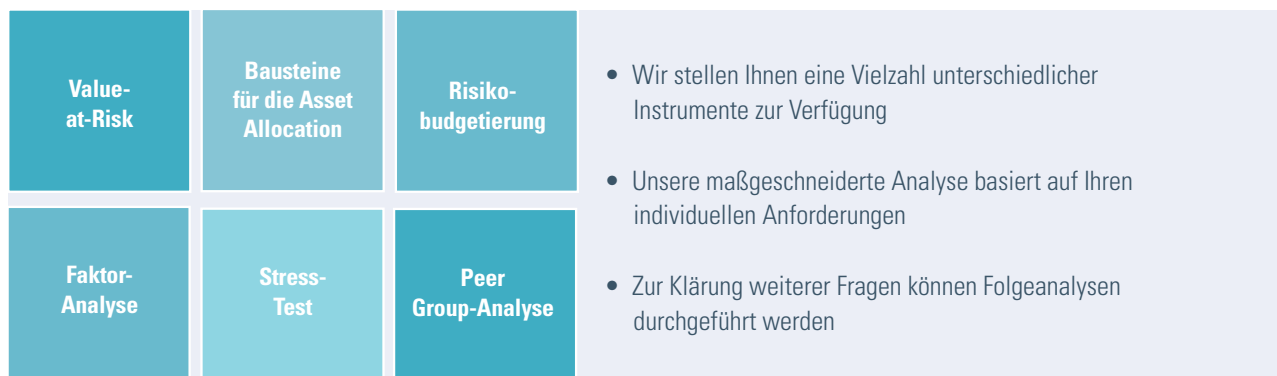 Value-
at-Risk
Bausteine
für die Asset
Allocation
Risiko-
budgetierung
Faktor-
Analyse
Stress-
Test
Peer
Group-Analyse
• Wir stellen Ihnen eine Vielzahl unterschiedlicher
Instrumente zur Verfügung
• Unsere maßgeschneiderte Analyse basiert auf Ihren
individuellen Anforderungen
• Zur Klärung weiterer Fragen können Folgeanalysen
durchgeführt werden